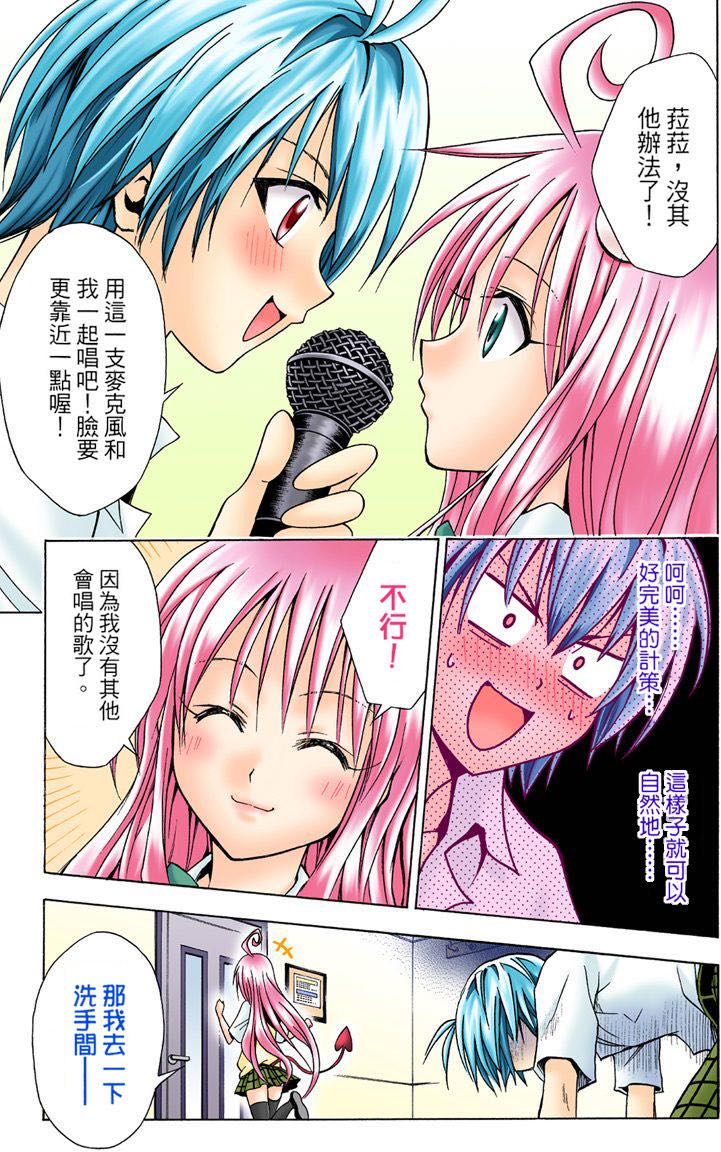 菈菈，沒其
他辦法了！
用這一支麥克風和
我一起唱吧！臉要
更靠近一點喔！
呵呵……
好完美的計策…
這樣子就可以
自然地……
不行！
因為我沒有其他
會唱的歌了。
那我去一下
洗手間──